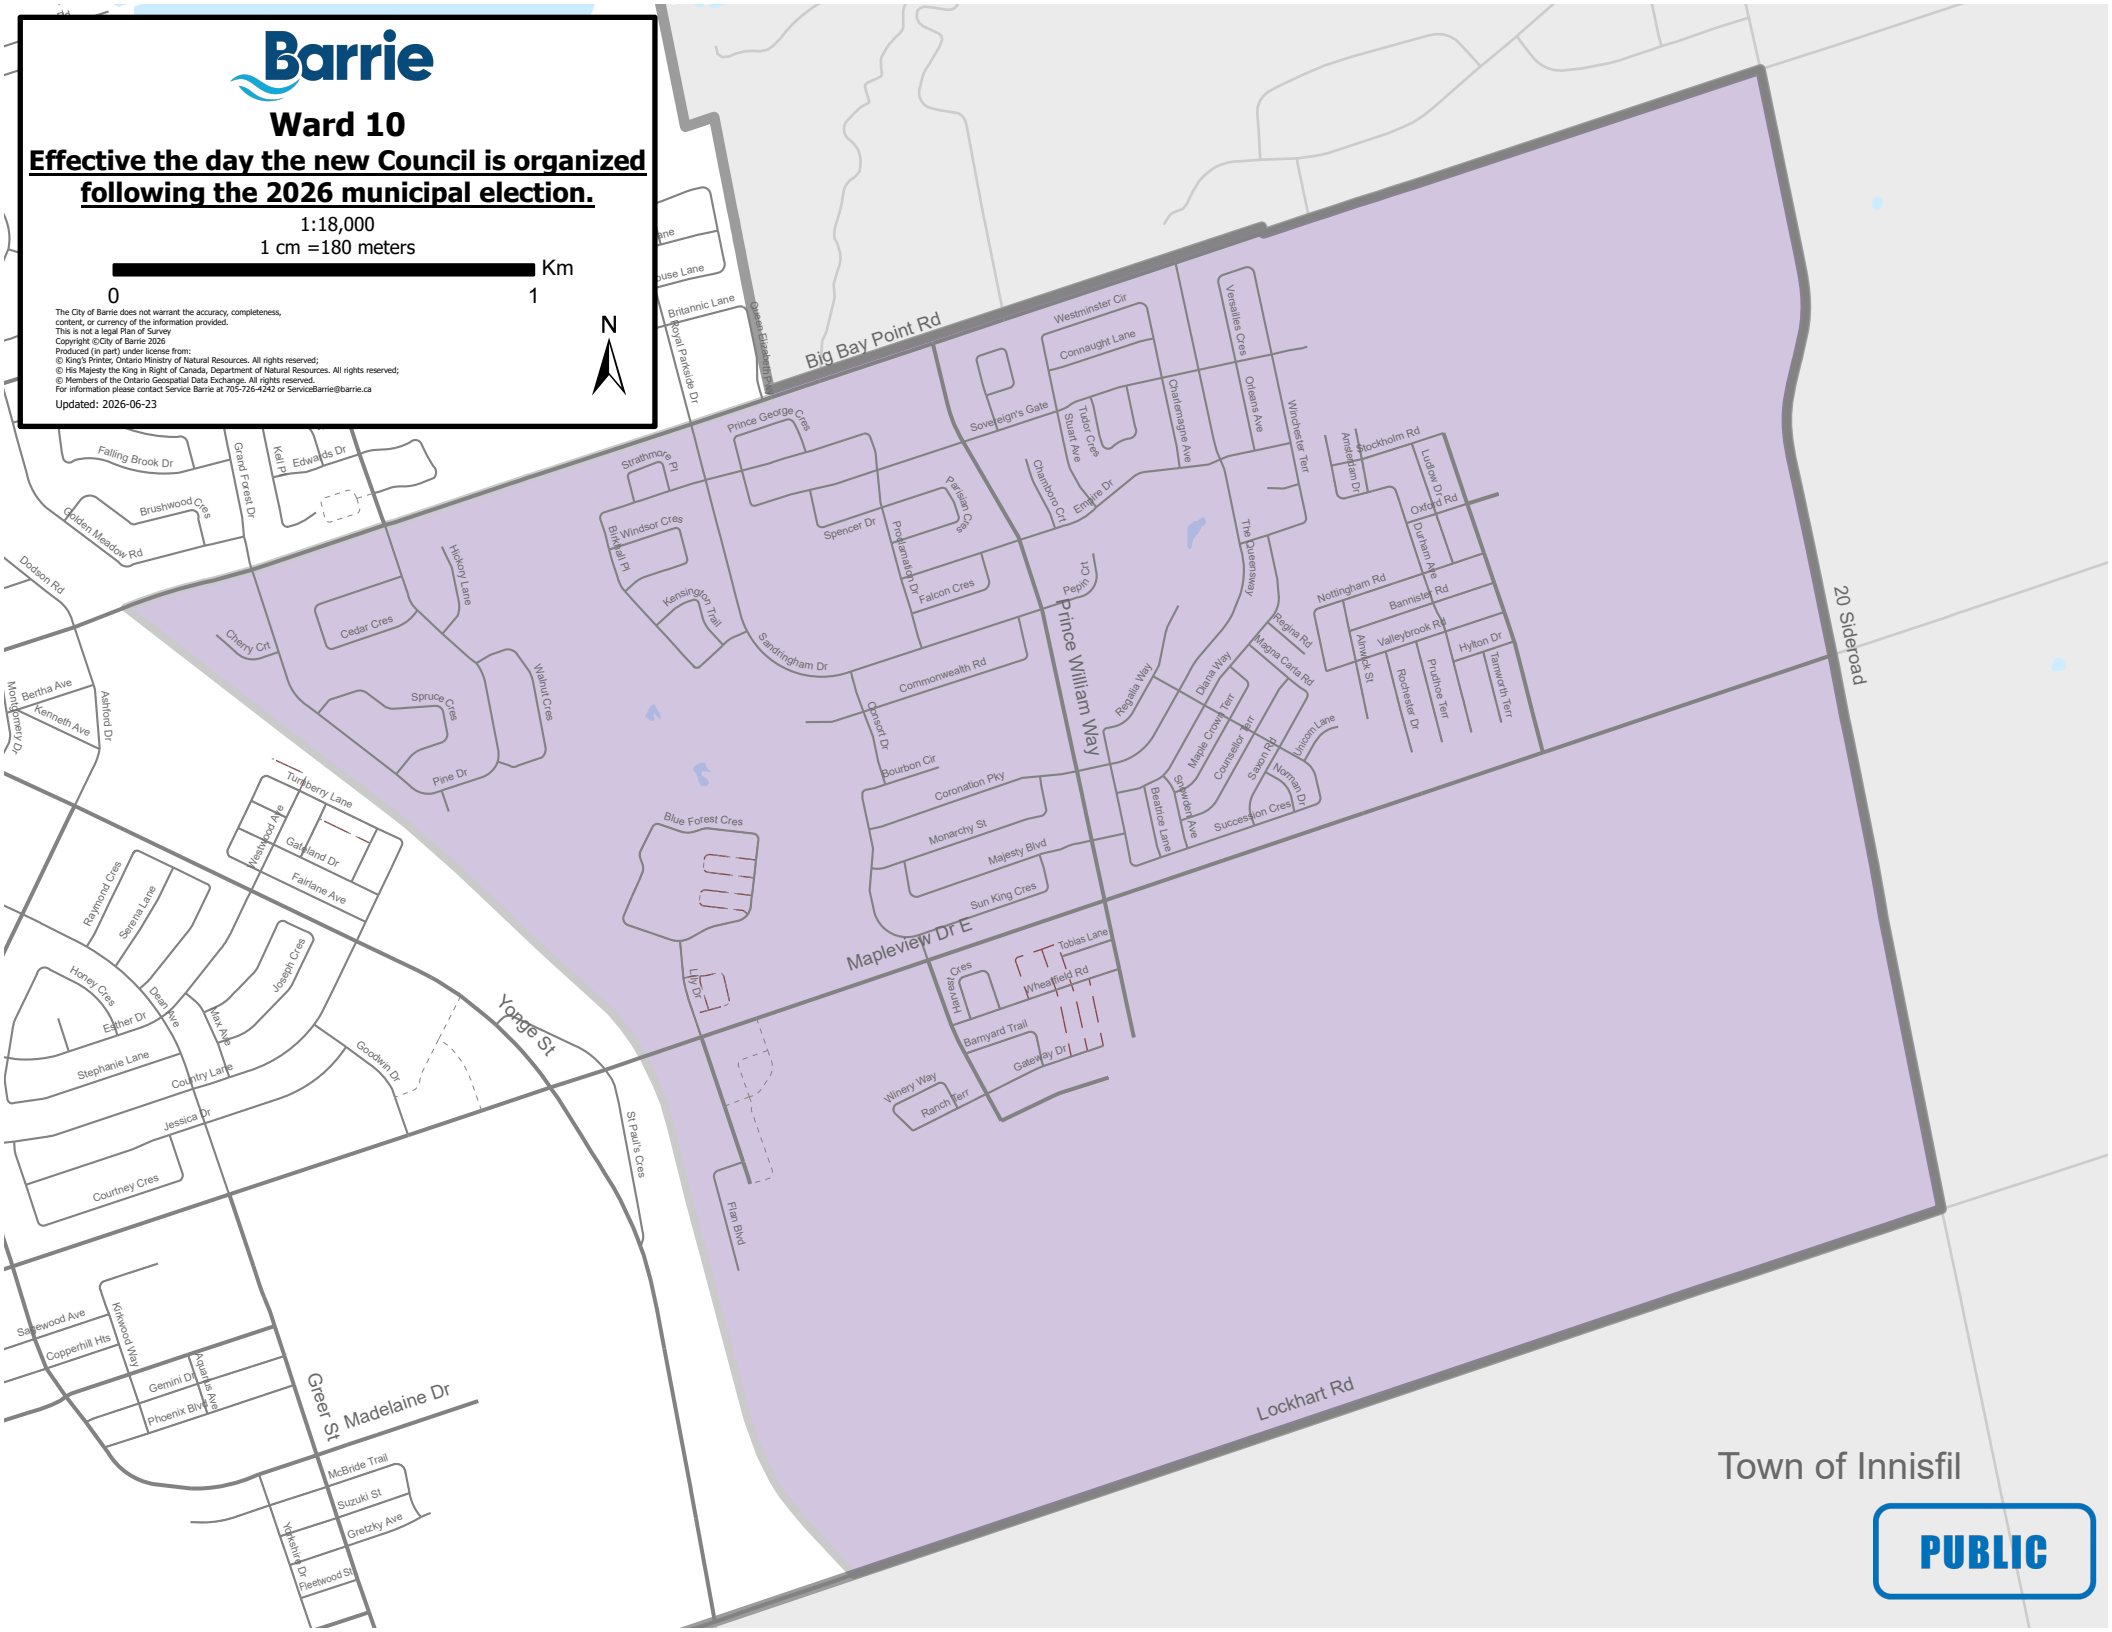 Barrie
Ward 10
Effective the day the new Council is organized
following the 2026 municipal election.
1:18,000
1 cm =180 meters
Km
0 1
The City of Barrie does not warrant the accuracy, completeness,
content, or currency of the information provided.
This is not a legal Plan of Survey
Copyright ©City of Barrie 2026
Produced (in part) under license from:
© King's Printer, Ontario Ministry of Natural Resources. All rights reserved;
© His Majesty the King in Right of Canada, Department of Natural Resources. All rights reserved;
© Members of the Ontario Geospatial Data Exchange. All rights reserved.
For information please contact Service Barrie at 705-726-4242 or ServiceBarrie@barrie.ca
Updated: 2026-06-23
N
Britannic Lane
Royal Parkside Dr
Big Bay Point Rd
Westminster Cir
Connaught Lane
Versailles Cres
Sovereign's Gate
Stuart Ave
Tudor Cres
Charlemagne Ave
Orleans Ave
Winchester Terr
Amsterdam Dr
Stockholm Rd
Ludlow Dr
Oxford Rd
Durham Ave
Prince George Cres
Strathmore Pl
Windsor Cres
Birkhall Pl
Kensington Trail
Spencer Dr
Parisian Cres
Proclamation Dr
Falcon Cres
Chamboro Crt
Empire Dr
Pepin Crt
The Queensway
Nottingham Rd
Bannister Rd
Valleybrook Rd
Hylton Dr
Alnwick St
Rochester Dr
Prudhoe Terr
Tamworth Terr
Regina Rd
Magna Carta Rd
Diana Way
Regalia Way
Maple Crown Terr
Counsellor Terr
Saxon Rd
Unicorn Lane
Norman Dr
Succession Cres
Snowden Ave
Beatrice Lane
Prince William Way
20 Sideroad
Falling Brook Dr
Grand Forest Dr
Kell Pl
Edwards Dr
Brushwood Cres
Golden Meadow Rd
Dodson Rd
Hickory Lane
Cedar Cres
Cherry Crt
Spruce Cres
Walnut Cres
Pine Dr
Sandringham Dr
Commonwealth Rd
Consort Dr
Bourbon Cir
Coronation Pky
Monarchy St
Majesty Blvd
Sun King Cres
Blue Forest Cres
Lily Dr
Mapleview Dr E
Bertha Ave
Kenneth Ave
Montgomery Dr
Ashford Dr
Turnberry Lane
Westwood Ave
Gateland Dr
Fairlane Ave
Raymond Cres
Serena Lane
Joseph Cres
Honey Cres
Esther Dr
Dean Ave
Max Ave
Stephanie Lane
Country Lane
Jessica Dr
Goodwin Dr
Courtney Cres
Yonge St
St Paul's Cres
Harvest Cres
Tobias Lane
Wheatfield Rd
Barnyard Trail
Gateway Dr
Winery Way
Ranch Terr
Flan Blvd
Sagewood Ave
Copperhill Hts
Kirkwood Way
Gemini Dr
Aquarius Ave
Phoenix Blvd
Greer St
Madelaine Dr
McBride Trail
Suzuki St
Gretzky Ave
Yorkshire Dr
Fleetwood St
Lockhart Rd
Town of Innisfil
PUBLIC